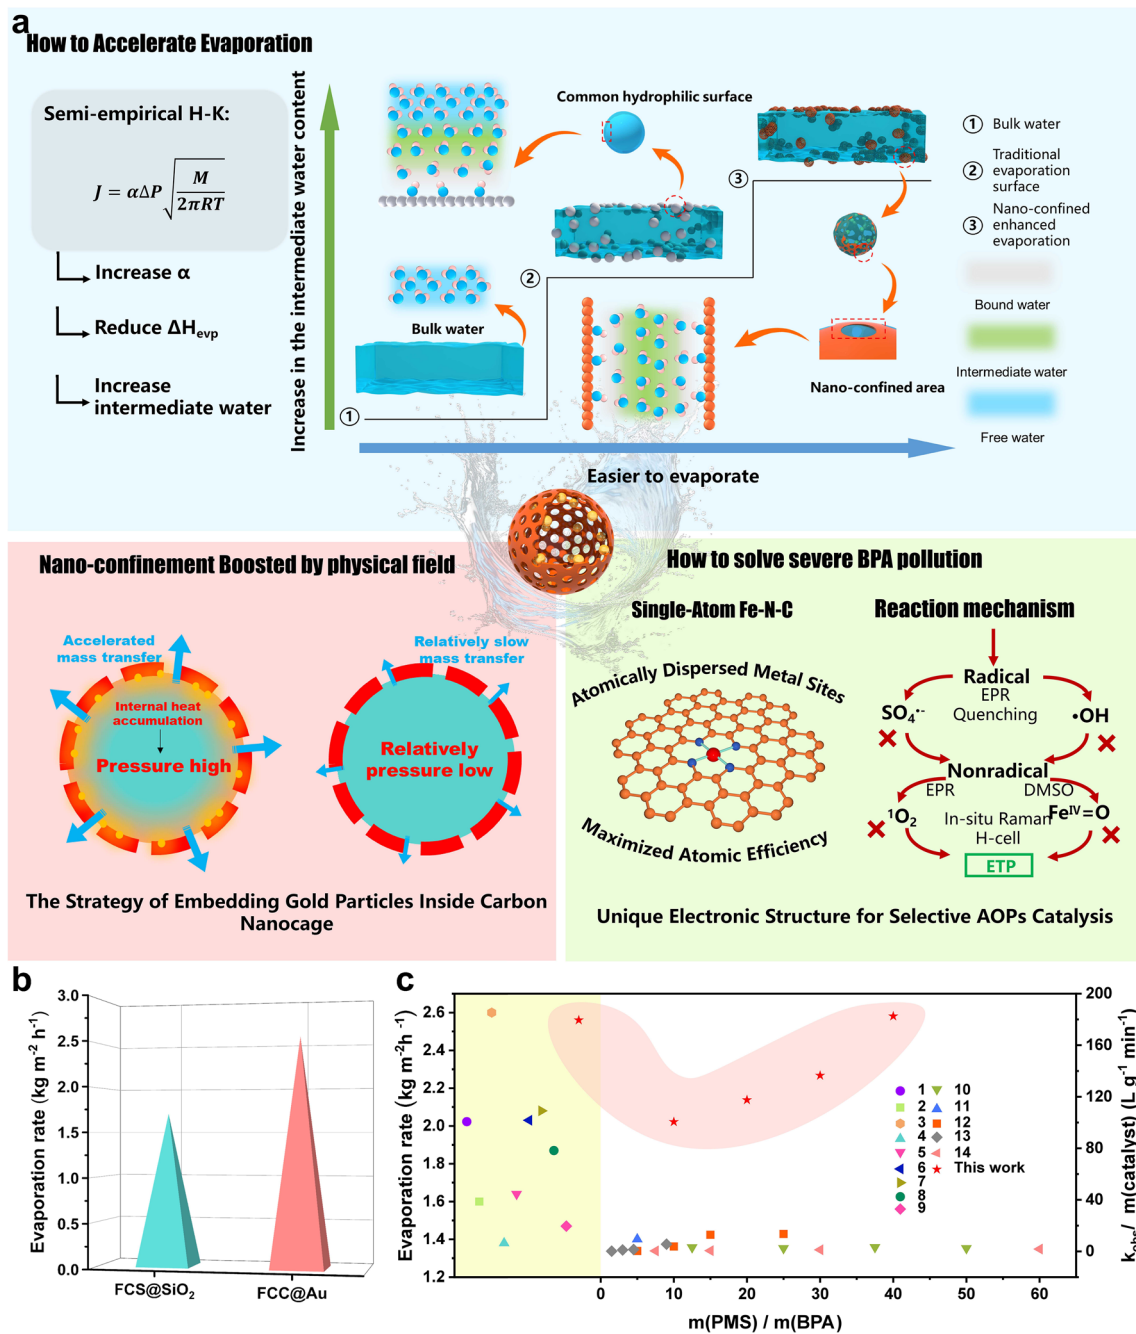 a
How to Accelerate Evaporation
Semi-empirical H-K:
J = αΔP √(M / 2πRT)
Increase α
Reduce ΔHevp
Increase
intermediate water
Increase in the intermediate water content
Common hydrophilic surface
Bulk water
Nano-confined area
①
②
③
Easier to evaporate
① Bulk water
② Traditional
evaporation
surface
③ Nano-confined
enhanced
evaporation
Bound water
Intermediate water
Free water
Nano-confinement Boosted by physical field
Accelerated
mass transfer
Internal heat
accumulation
Pressure high
Relatively slow
mass transfer
Relatively
pressure low
The Strategy of Embedding Gold Particles Inside Carbon
Nanocage
How to solve severe BPA pollution
Single-Atom Fe-N-C
Atomically Dispersed Metal Sites
Maximized Atomic Efficiency
Reaction mechanism
Radical
EPR
Quenching
SO₄•-
•OH
Nonradical
EPR
DMSO
¹O₂
In-situ Raman
H-cell
Feᴵⱽ=O
ETP
Unique Electronic Structure for Selective AOPs Catalysis
b
Evaporation rate (kg m⁻² h⁻¹)
3.0
2.5
2.0
1.5
1.0
0.5
0.0
FCS@SiO₂
FCC@Au
c
Evaporation rate (kg m⁻²h⁻¹)
2.6
2.4
2.2
2.0
1.8
1.6
1.4
1.2
1
2
3
4
5
6
7
8
9
10
11
12
13
14
This work
200
160
120
80
40
0
kobs/ m(catalyst) (L g⁻¹ min⁻¹)
0 10 20 30 40 50 60
m(PMS) / m(BPA)